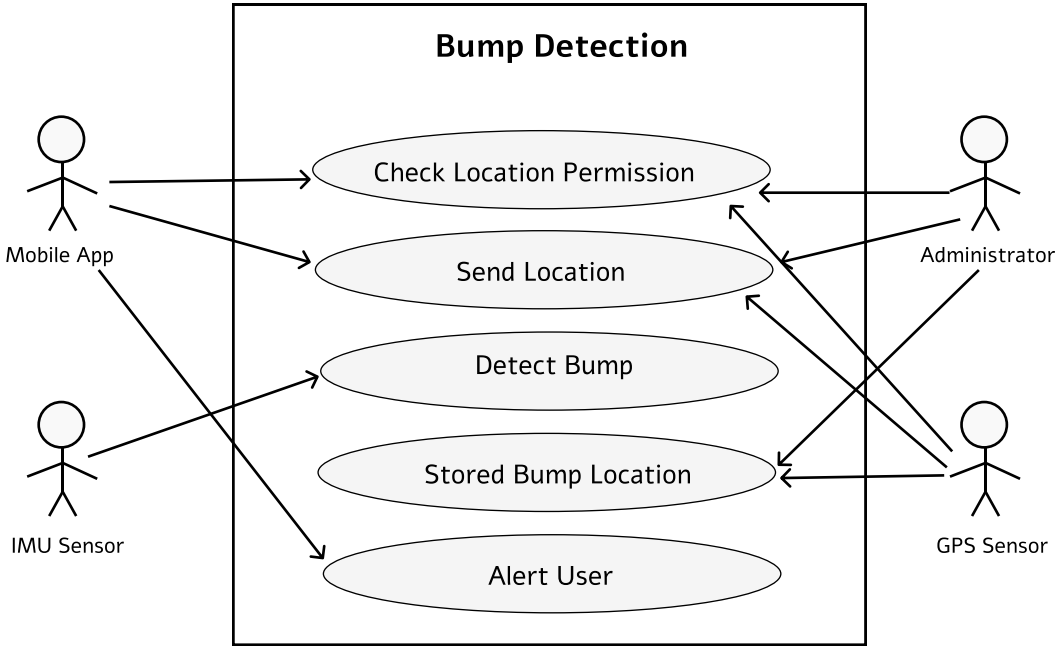 Bump Detection
Check Location Permission
Mobile App
Administrator
Send Location
Detect Bump
Stored Bump Location
IMU Sensor
GPS Sensor
Alert User